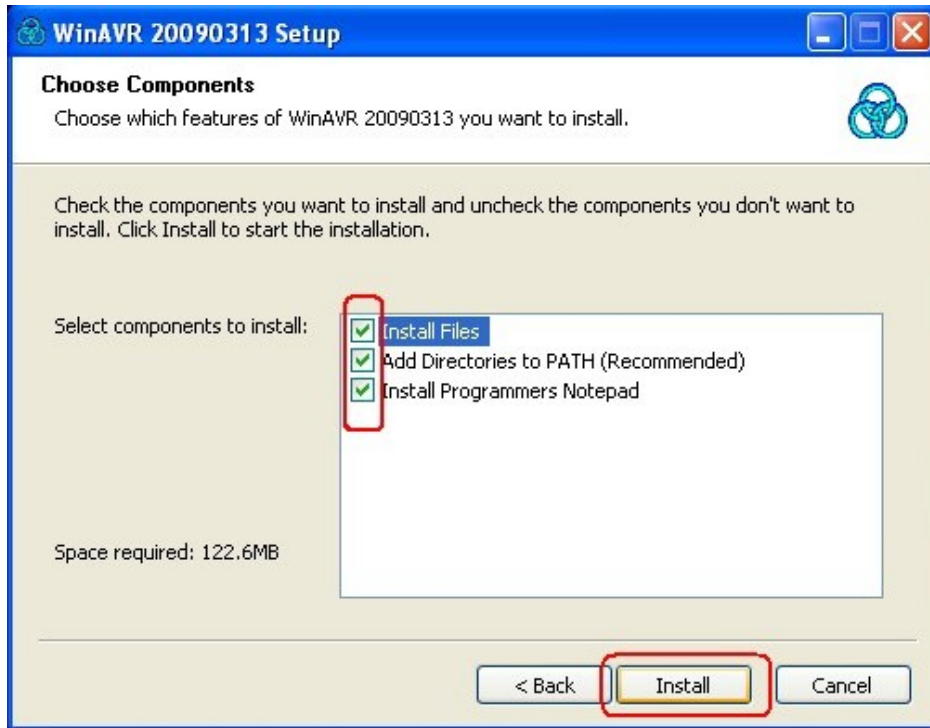 WinAVR 20090313 Setup
Choose Components
Choose which features of WinAVR 20090313 you want to install.
Check the components you want to install and uncheck the components you don't want to
install. Click Install to start the installation.
Select components to install:
Install Files
Add Directories to PATH (Recommended)
Install Programmers Notepad
Space required: 122.6MB
< Back
Install
Cancel